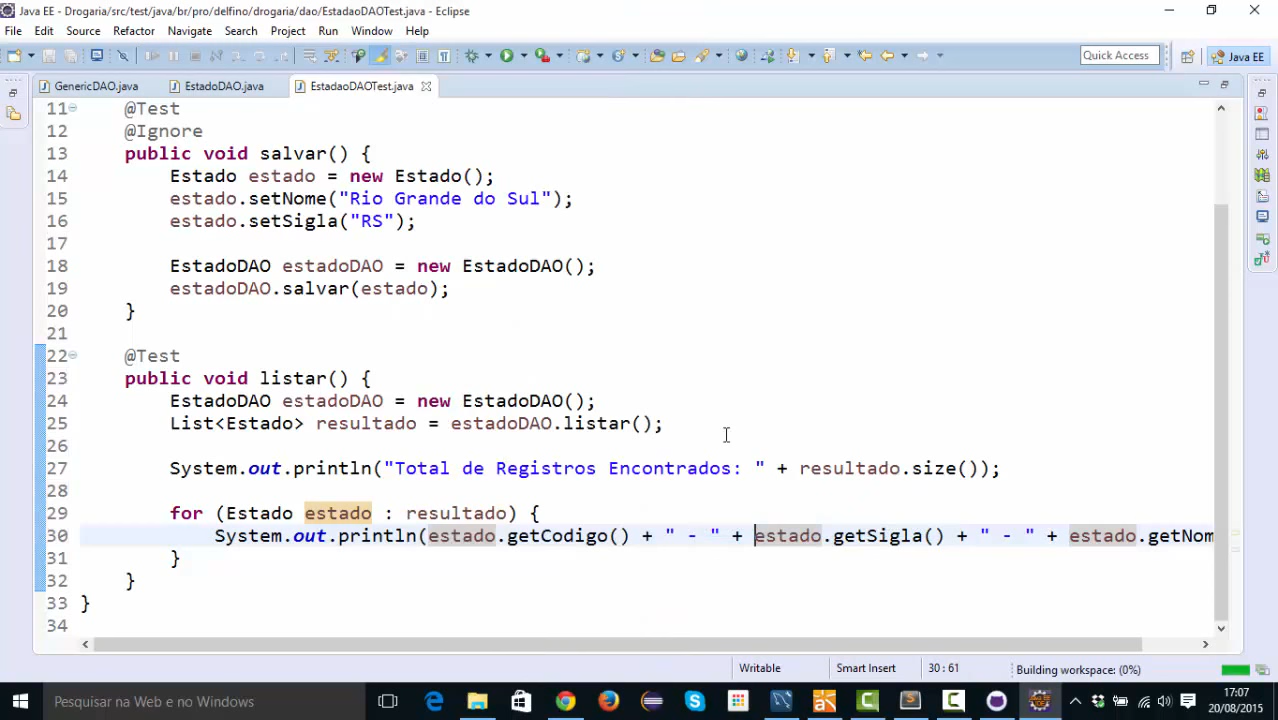 Java EE - Drogaria/src/test/java/br/pro/delfino/drogaria/dao/EstadaoDAOTest.java - Eclipse
File Edit Source Refactor Navigate Search Project Run Window Help
Quick Access Java EE
GenericDAO.java EstadoDAO.java EstadaoDAOTest.java
11 @Test
12 @Ignore
13 public void salvar() {
14 Estado estado = new Estado();
15 estado.setNome("Rio Grande do Sul");
16 estado.setSigla("RS");
17
18 EstadoDAO estadoDAO = new EstadoDAO();
19 estadoDAO.salvar(estado);
20 }
21
22 @Test
23 public void listar() {
24 EstadoDAO estadoDAO = new EstadoDAO();
25 List<Estado> resultado = estadoDAO.listar();
26
27 System.out.println("Total de Registros Encontrados: " + resultado.size());
28
29 for (Estado estado : resultado) {
30 System.out.println(estado.getCodigo() + " - " + estado.getSigla() + " - " + estado.getNom
31 }
32 }
33 }
34
Writable Smart Insert 30 : 61 Building workspace: (0%)
Pesquisar na Web e no Windows
17:07
20/08/2015